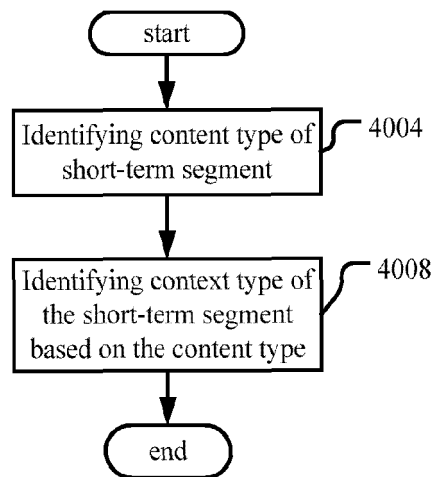 start
Identifying content type of
short-term segment
4004
Identifying context type of
the short-term segment
based on the content type
4008
end